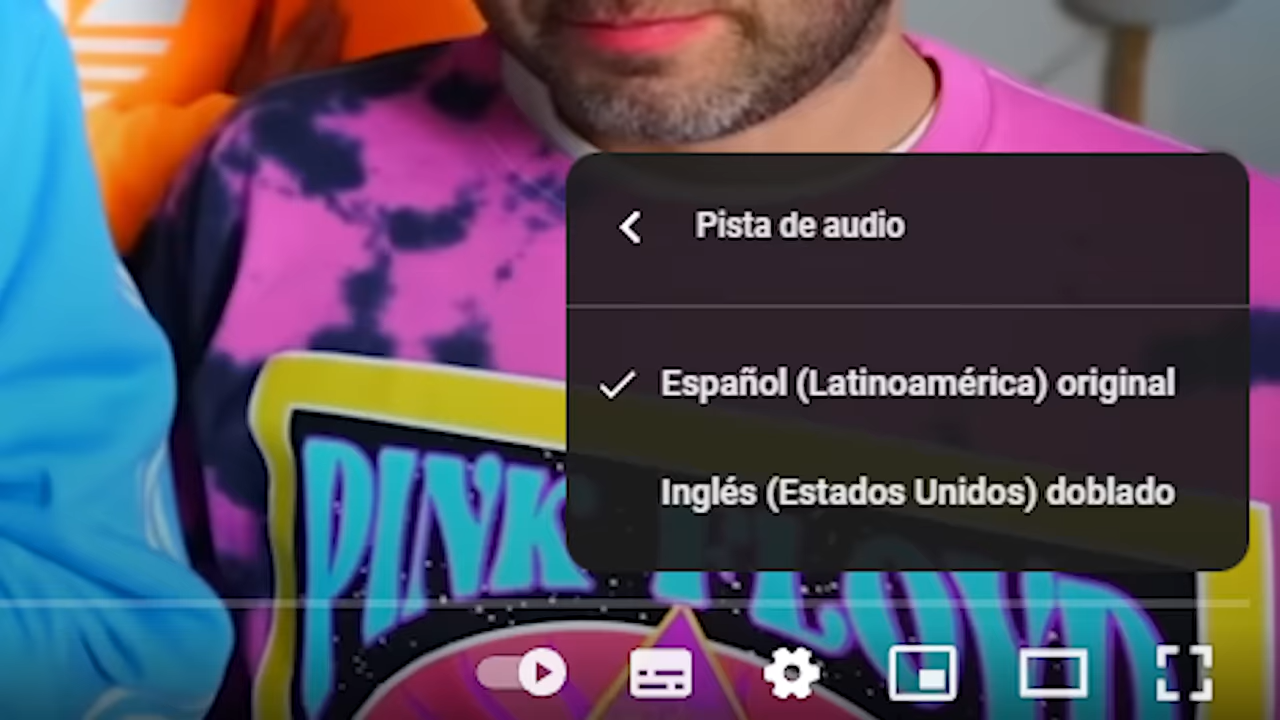 Pista de audio
Español (Latinoamérica) original
Inglés (Estados Unidos) doblado
PINK FLOYD